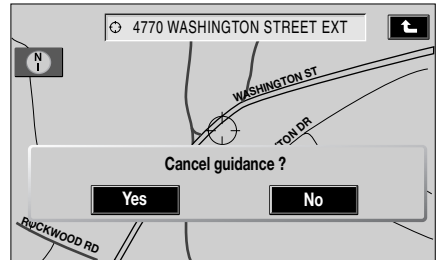 4770 WASHINGTON STREET EXT
N
WASHINGTON ST
TON DR
Cancel guidance ?
Yes
No
ROCKWOOD RD